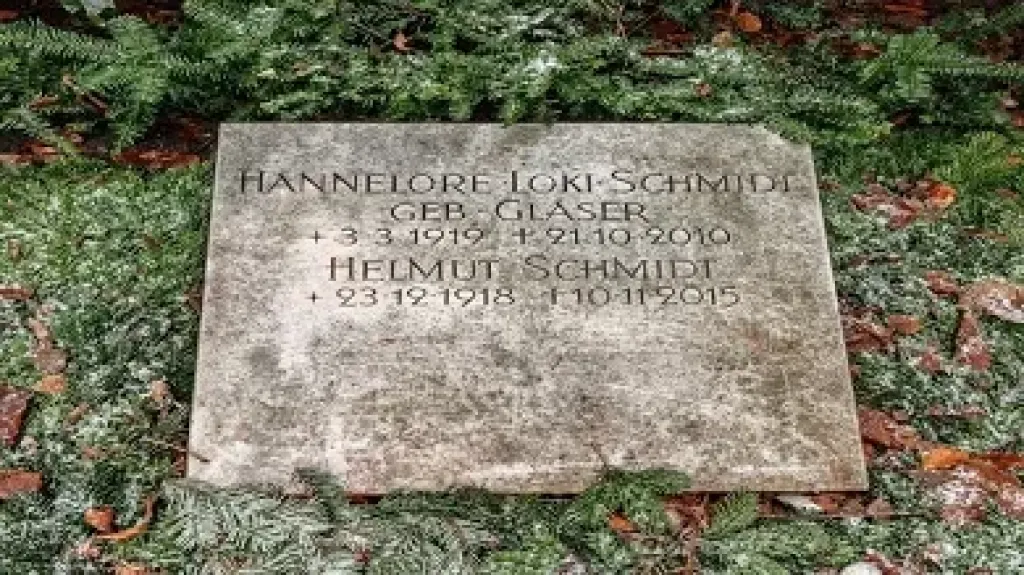 HANNELORE·LOKI·SCHMIDT
GEB·GLASER
+ 3·3·1919 † 21·10·2010
HELMUT SCHMIDT
+ 23·12·1918 †10·11·2015